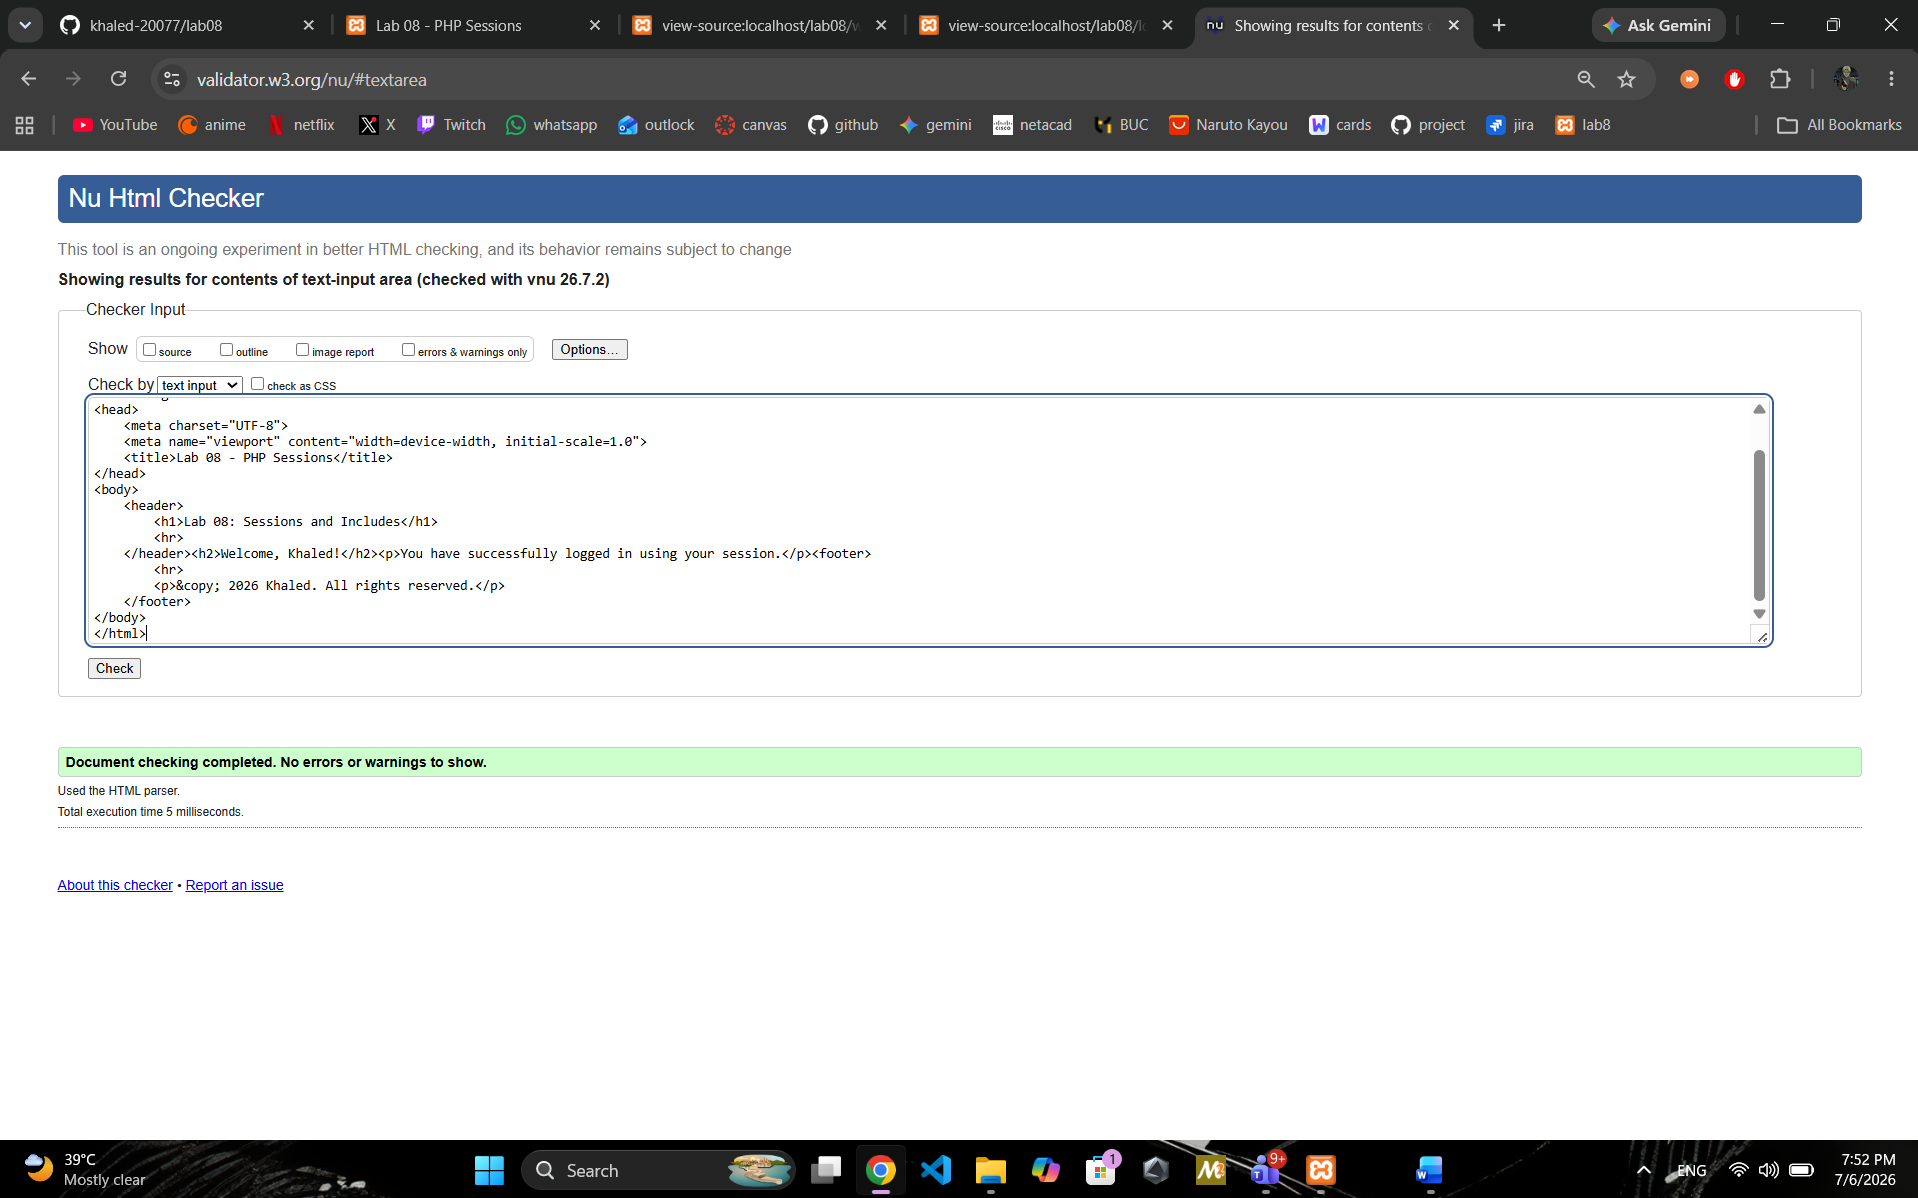 khaled-20077/lab08
Lab 08 - PHP Sessions
view-source:localhost/lab08/w
view-source:localhost/lab08/lo
nu Showing results for contents o
Ask Gemini
validator.w3.org/nu/#textarea
YouTube anime netflix X Twitch whatsapp outlock canvas github gemini netacad BUC Naruto Kayou cards project jira lab8 All Bookmarks
Nu Html Checker
This tool is an ongoing experiment in better HTML checking, and its behavior remains subject to change
Showing results for contents of text-input area (checked with vnu 26.7.2)
Checker Input
Show source outline image report errors & warnings only Options...
Check by text input check as CSS
<head>
<meta charset="UTF-8">
<meta name="viewport" content="width=device-width, initial-scale=1.0">
<title>Lab 08 - PHP Sessions</title>
</head>
<body>
<header>
<h1>Lab 08: Sessions and Includes</h1>
<hr>
</header><h2>Welcome, Khaled!</h2><p>You have successfully logged in using your session.</p><footer>
<hr>
<p>&copy; 2026 Khaled. All rights reserved.</p>
</footer>
</body>
</html>
Check
Document checking completed. No errors or warnings to show.
Used the HTML parser.
Total execution time 5 milliseconds.
About this checker • Report an issue
39°C
Mostly clear
Search
1
9+
ENG
7:52 PM
7/6/2026